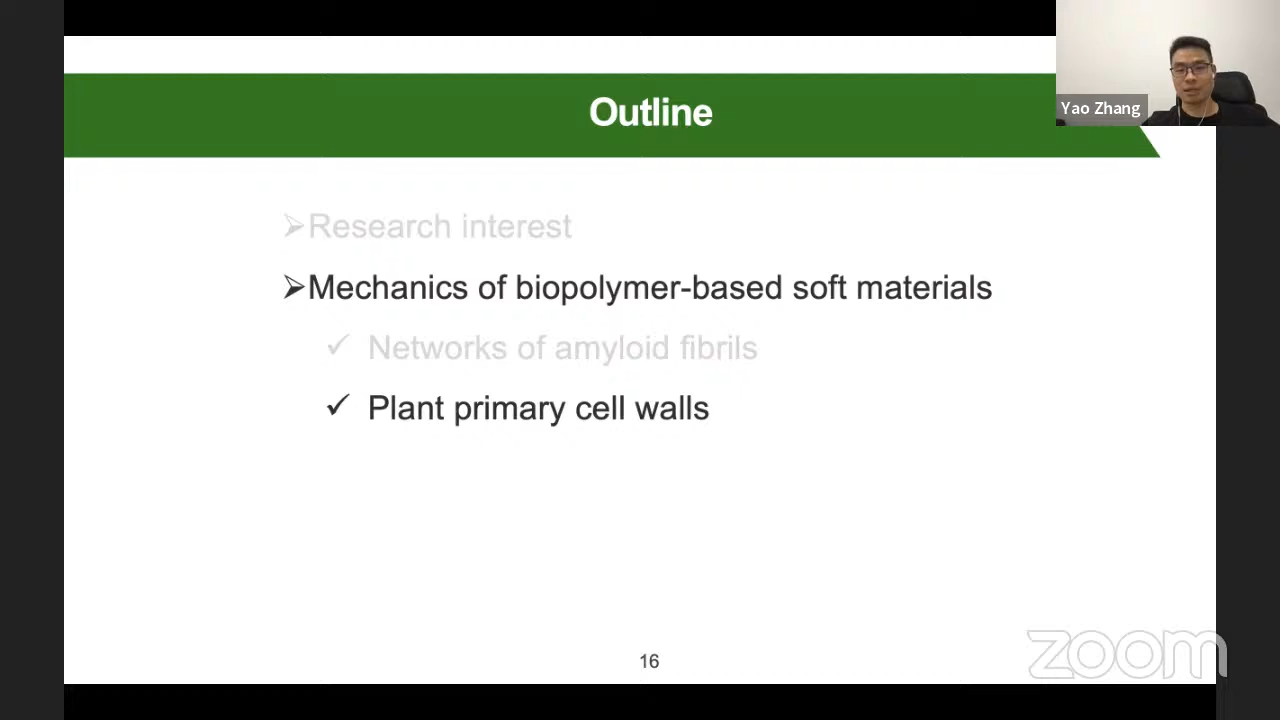 Outline
Yao Zhang
➢Research interest
➢Mechanics of biopolymer-based soft materials
✓ Networks of amyloid fibrils
✓ Plant primary cell walls
16
zoom